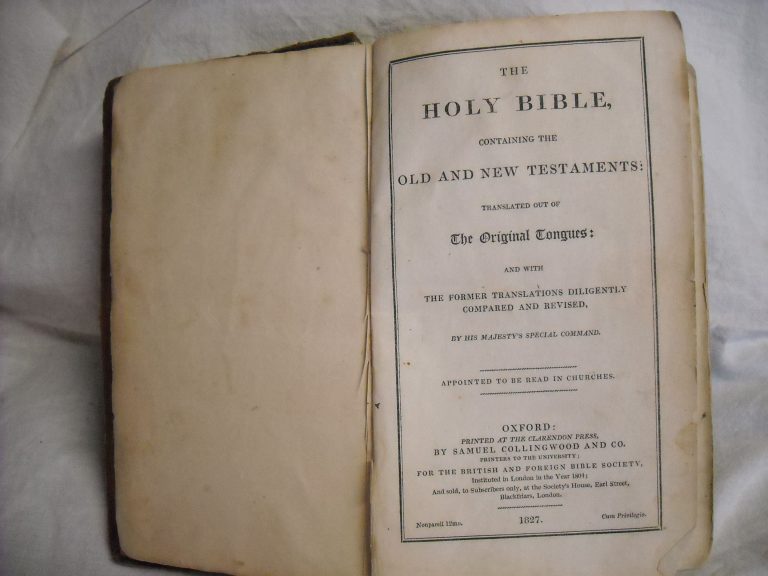 THE
HOLY BIBLE,
CONTAINING THE
OLD AND NEW TESTAMENTS:
TRANSLATED OUT OF
The Original Tongues:
AND WITH
THE FORMER TRANSLATIONS DILIGENTLY
COMPARED AND REVISED,
BY HIS MAJESTY'S SPECIAL COMMAND.
APPOINTED TO BE READ IN CHURCHES.
OXFORD:
PRINTED AT THE CLARENDON PRESS,
BY SAMUEL COLLINGWOOD AND CO.
PRINTERS TO THE UNIVERSITY;
FOR THE BRITISH AND FOREIGN BIBLE SOCIETY,
Instituted in London in the Year 1804;
And sold, to Subscribers only, at the Society's House, Earl Street,
Blackfriars, London.
1827.
Nonpareil 12mo. Cum Privilegio.